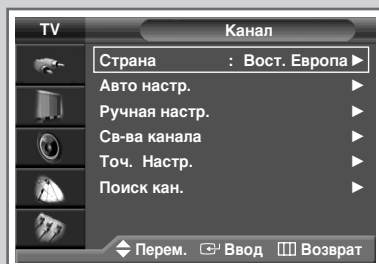 TV Канал
Страна : Вост. Европа
Авто настр.
Ручная настр.
Св-ва канала
Точ. Настр.
Поиск кан.
Перем. Ввод Возврат